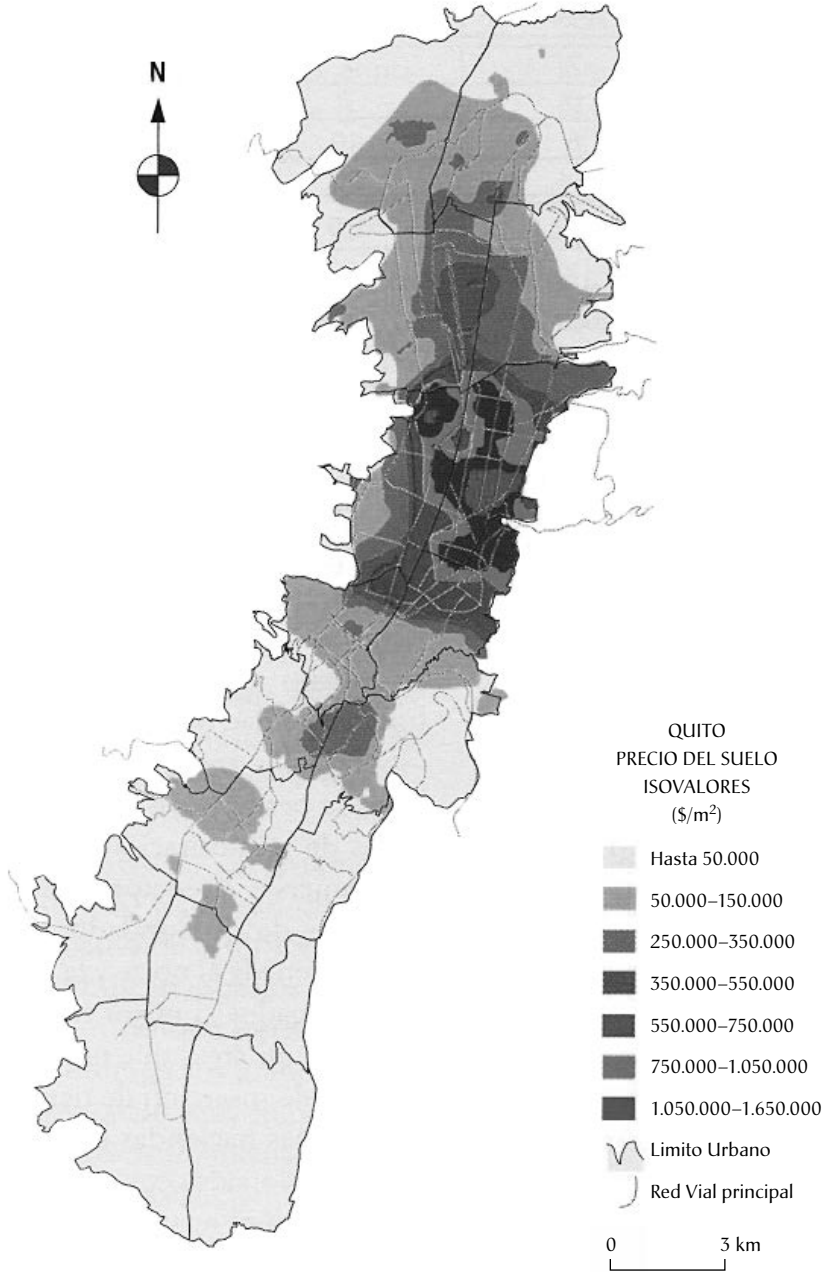 N
QUITO
PRECIO DEL SUELO
ISOVALORES
($/m²)
Hasta 50.000
50.000–150.000
250.000–350.000
350.000–550.000
550.000–750.000
750.000–1.050.000
1.050.000–1.650.000
Limito Urbano
Red Vial principal
0 3 km